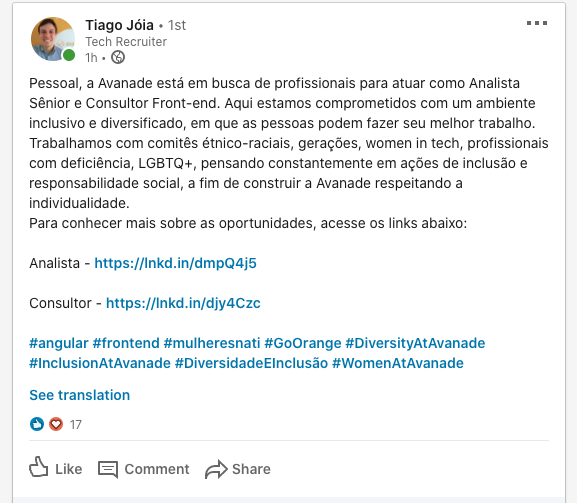 Tiago Jóia • 1st
Tech Recruiter
1h •
Pessoal, a Avanade está em busca de profissionais para atuar como Analista
Sênior e Consultor Front-end. Aqui estamos comprometidos com um ambiente
inclusivo e diversificado, em que as pessoas podem fazer seu melhor trabalho.
Trabalhamos com comitês étnico-raciais, gerações, women in tech, profissionais
com deficiência, LGBTQ+, pensando constantemente em ações de inclusão e
responsabilidade social, a fim de construir a Avanade respeitando a
individualidade.
Para conhecer mais sobre as oportunidades, acesse os links abaixo:
Analista - https://lnkd.in/dmpQ4j5
Consultor - https://lnkd.in/djy4Czc
#angular #frontend #mulheresnati #GoOrange #DiversityAtAvanade
#InclusionAtAvanade #DiversidadeEInclusão #WomenAtAvanade
See translation
17
Like Comment Share